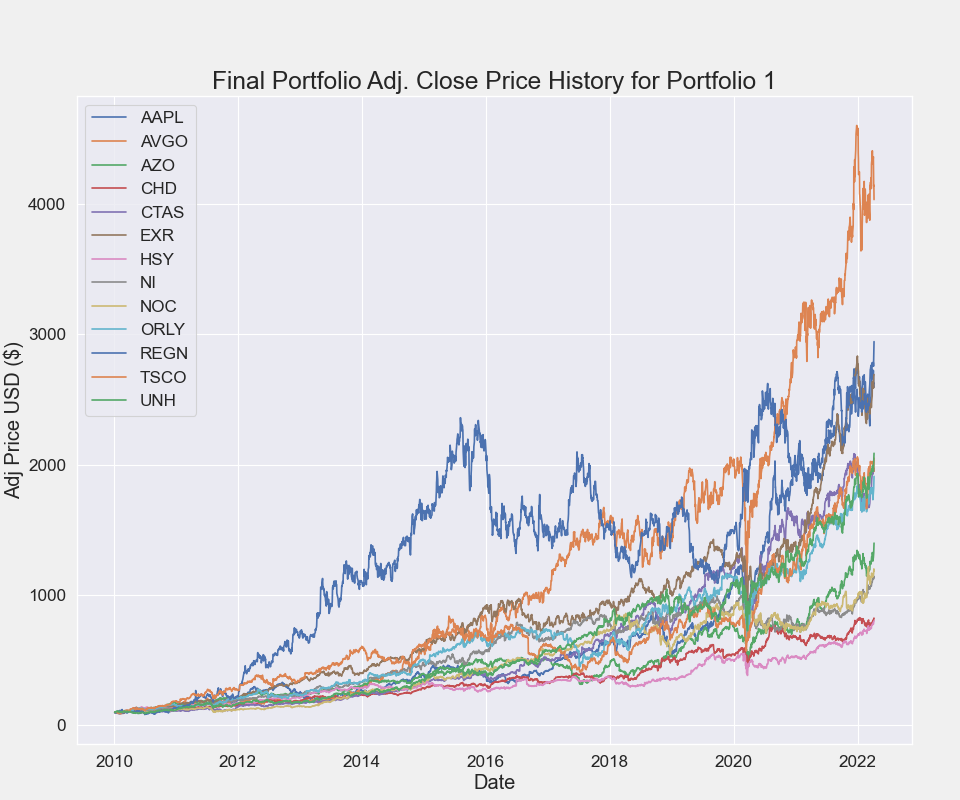 Final Portfolio Adj. Close Price History for Portfolio 1
AAPL
AVGO
AZO
CHD
CTAS
EXR
HSY
NI
NOC
ORLY
REGN
TSCO
UNH
Adj Price USD ($)
4000
3000
2000
1000
0
2010 2012 2014 2016 2018 2020 2022
Date